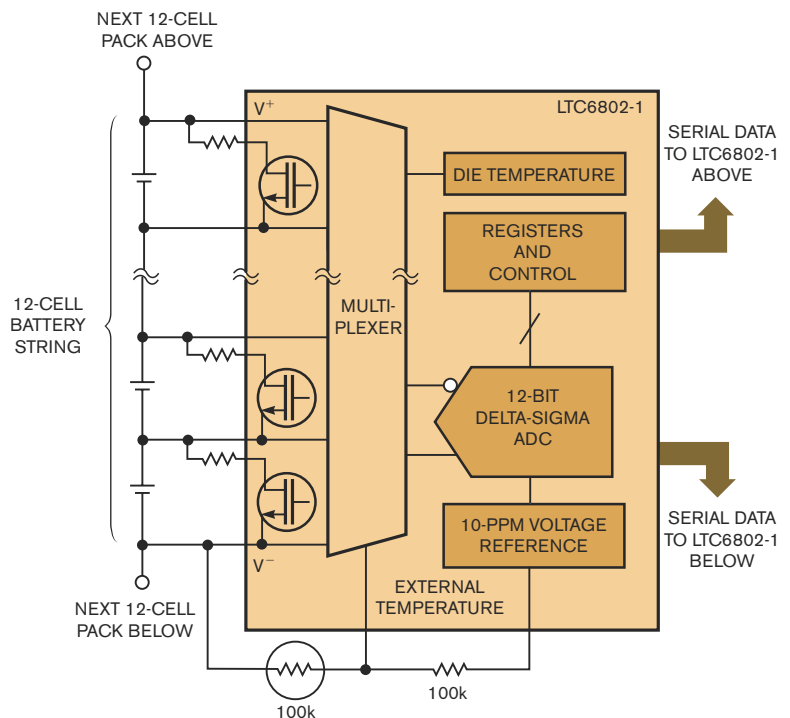 NEXT 12-CELL
PACK ABOVE
V+
LTC6802-1
SERIAL DATA
TO LTC6802-1
ABOVE
DIE TEMPERATURE
REGISTERS
AND
CONTROL
12-CELL
BATTERY
STRING
MULTI-
PLEXER
12-BIT
DELTA-SIGMA
ADC
10-PPM VOLTAGE
REFERENCE
SERIAL DATA
TO LTC6802-1
BELOW
V−
EXTERNAL
TEMPERATURE
NEXT 12-CELL
PACK BELOW
100k
100k